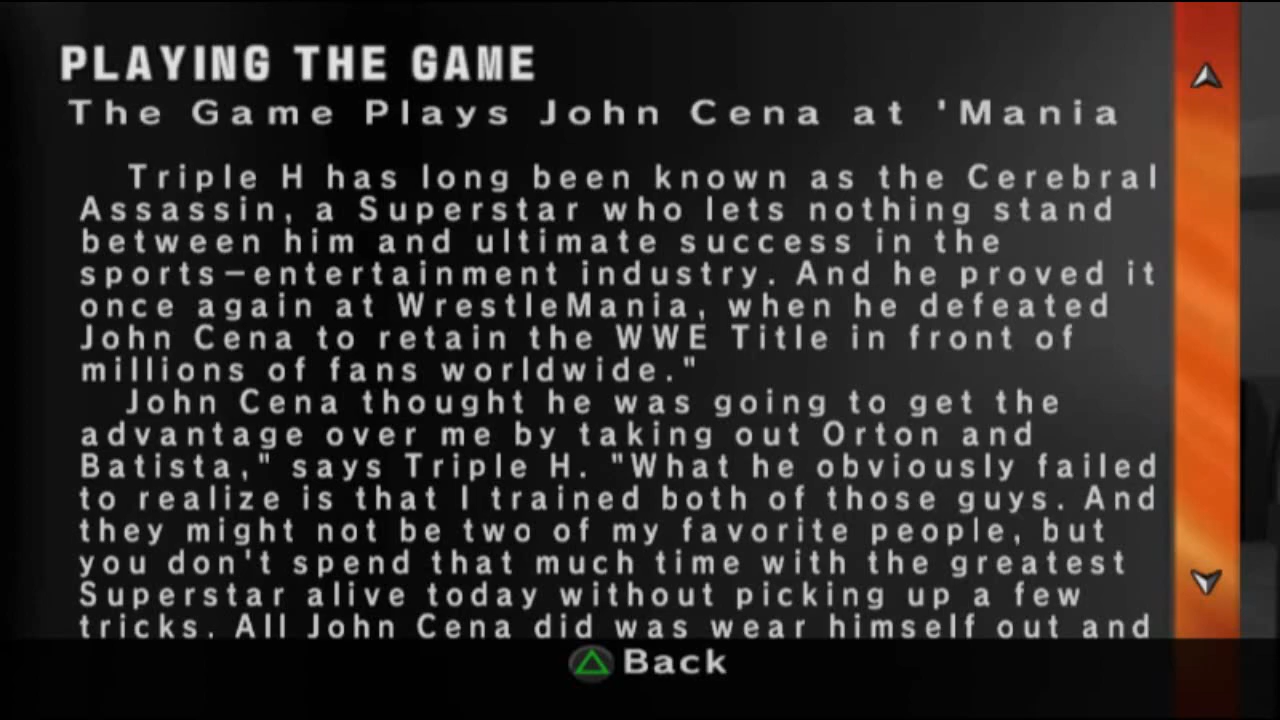 PLAYING THE GAME
The Game Plays John Cena at 'Mania
Triple H has long been known as the Cerebral
Assassin, a Superstar who lets nothing stand
between him and ultimate success in the
sports-entertainment industry. And he proved it
once again at WrestleMania, when he defeated
John Cena to retain the WWE Title in front of
millions of fans worldwide."
John Cena thought he was going to get the
advantage over me by taking out Orton and
Batista," says Triple H. "What he obviously failed
to realize is that I trained both of those guys. And
they might not be two of my favorite people, but
you don't spend that much time with the greatest
Superstar alive today without picking up a few
tricks. All John Cena did was wear himself out and
Back